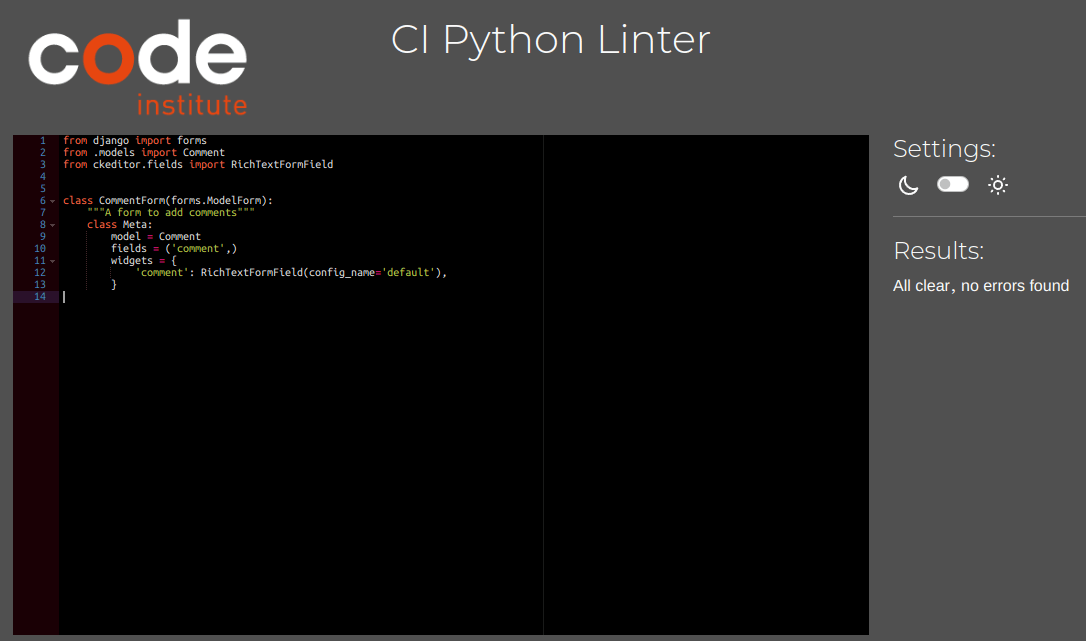 code
institute
CI Python Linter
1 from django import forms
2 from .models import Comment
3 from ckeditor.fields import RichTextFormField
4
5
6 class CommentForm(forms.ModelForm):
7     """A form to add comments"""
8     class Meta:
9         model = Comment
10         fields = ('comment',)
11         widgets = {
12             'comment': RichTextFormField(config_name='default'),
13         }
14
Settings:
Results:
All clear, no errors found